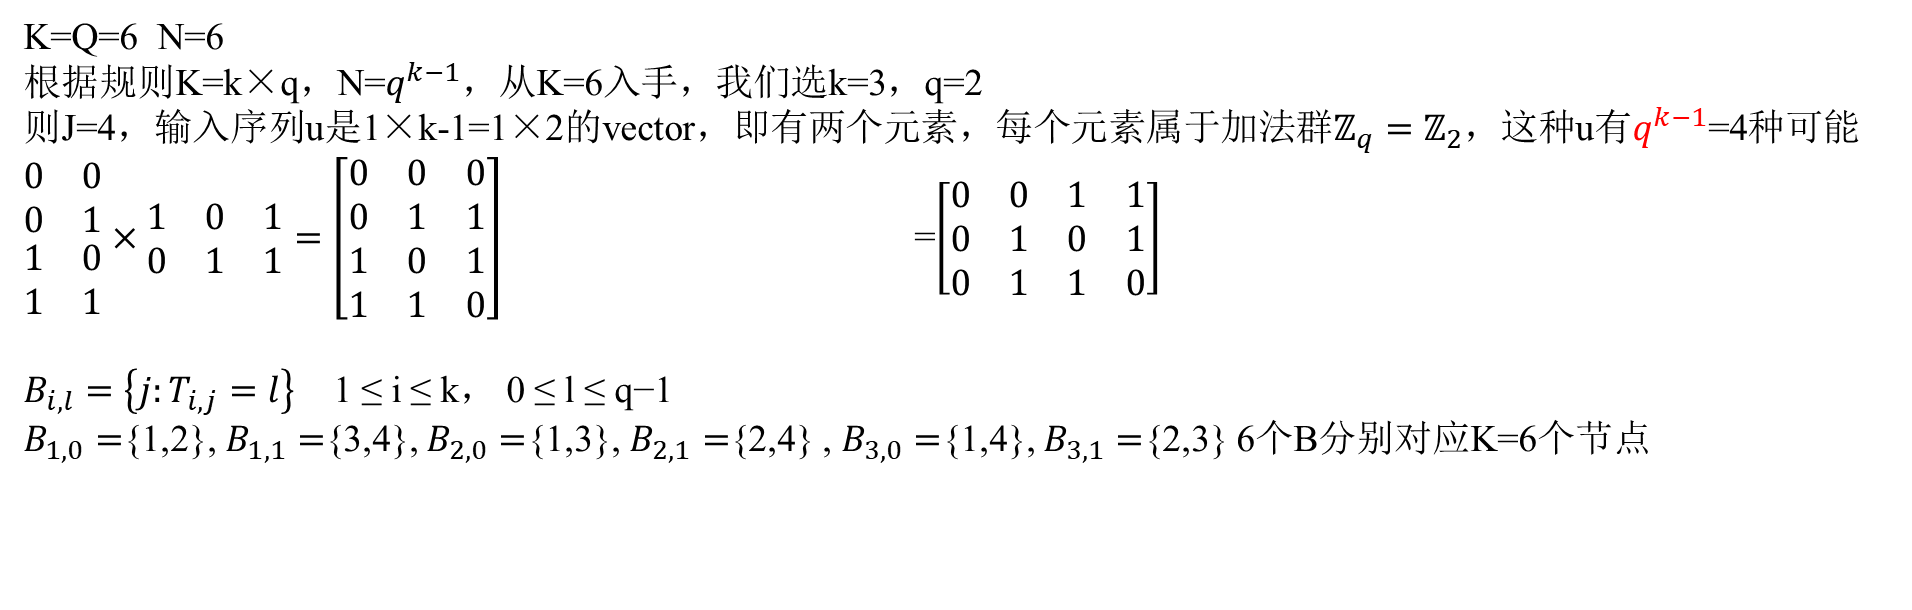 K=Q=6 N=6
根据规则K=k×q，N=q^{k−1}，从K=6入手，我们选k=3，q=2
则J=4，输入序列u是1×k-1=1×2的vector，即有两个元素，每个元素属于加法群ℤ_q = ℤ_2，这种u有q^{k−1}=4种可能
0 0
0 1
1 0
1 1
×
1 0 1
0 1 1
=
[0 0 0
0 1 1
1 0 1
1 1 0]
=
[0 0 1 1
0 1 0 1
0 1 1 0]
B_{i,l} = {j: T_{i,j} = l} 1≤i≤k， 0≤l≤q−1
B_{1,0} ={1,2}, B_{1,1} ={3,4}, B_{2,0} ={1,3}, B_{2,1} ={2,4} , B_{3,0} ={1,4}, B_{3,1} ={2,3} 6个B分别对应K=6个节点